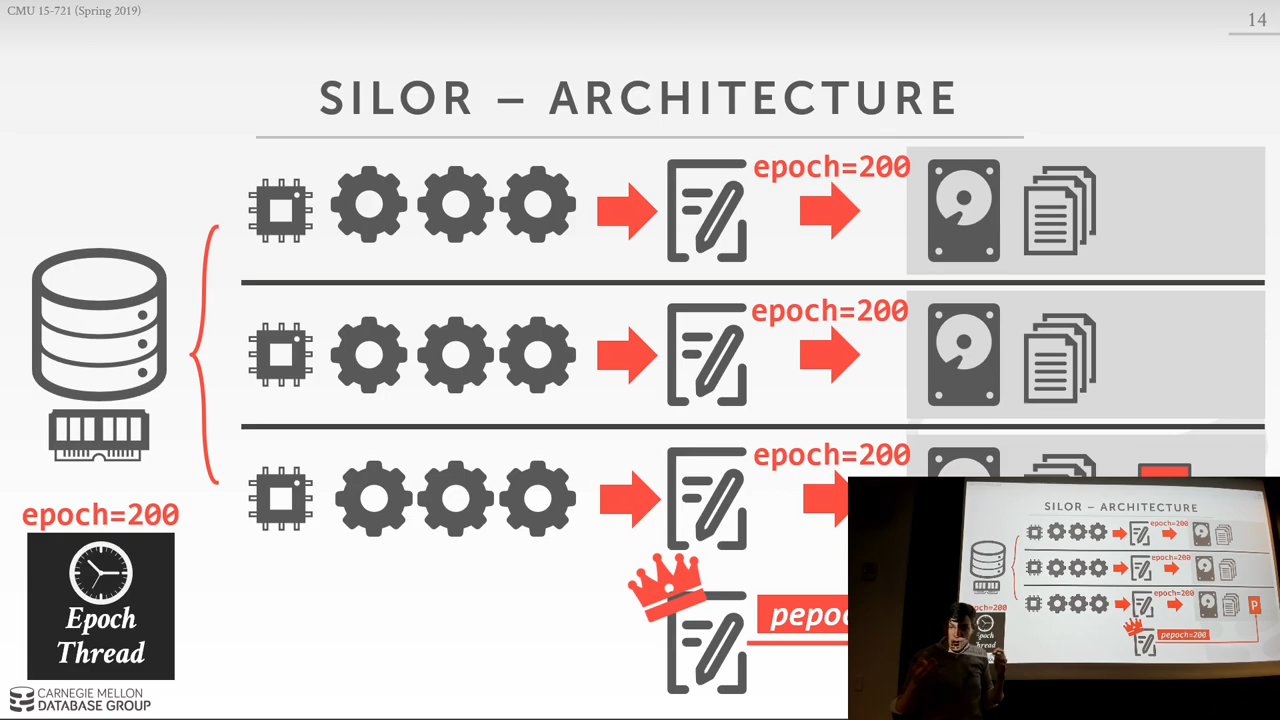 CMU 15-721 (Spring 2019)
14
SILOR – ARCHITECTURE
epoch=200
epoch=200
epoch=200
epoch=200
Epoch
Thread
pepoc
CARNEGIE MELLON
DATABASE GROUP
SILOR – ARCHITECTURE
epoch=200
epoch=200
epoch=200
P
pepoch=200